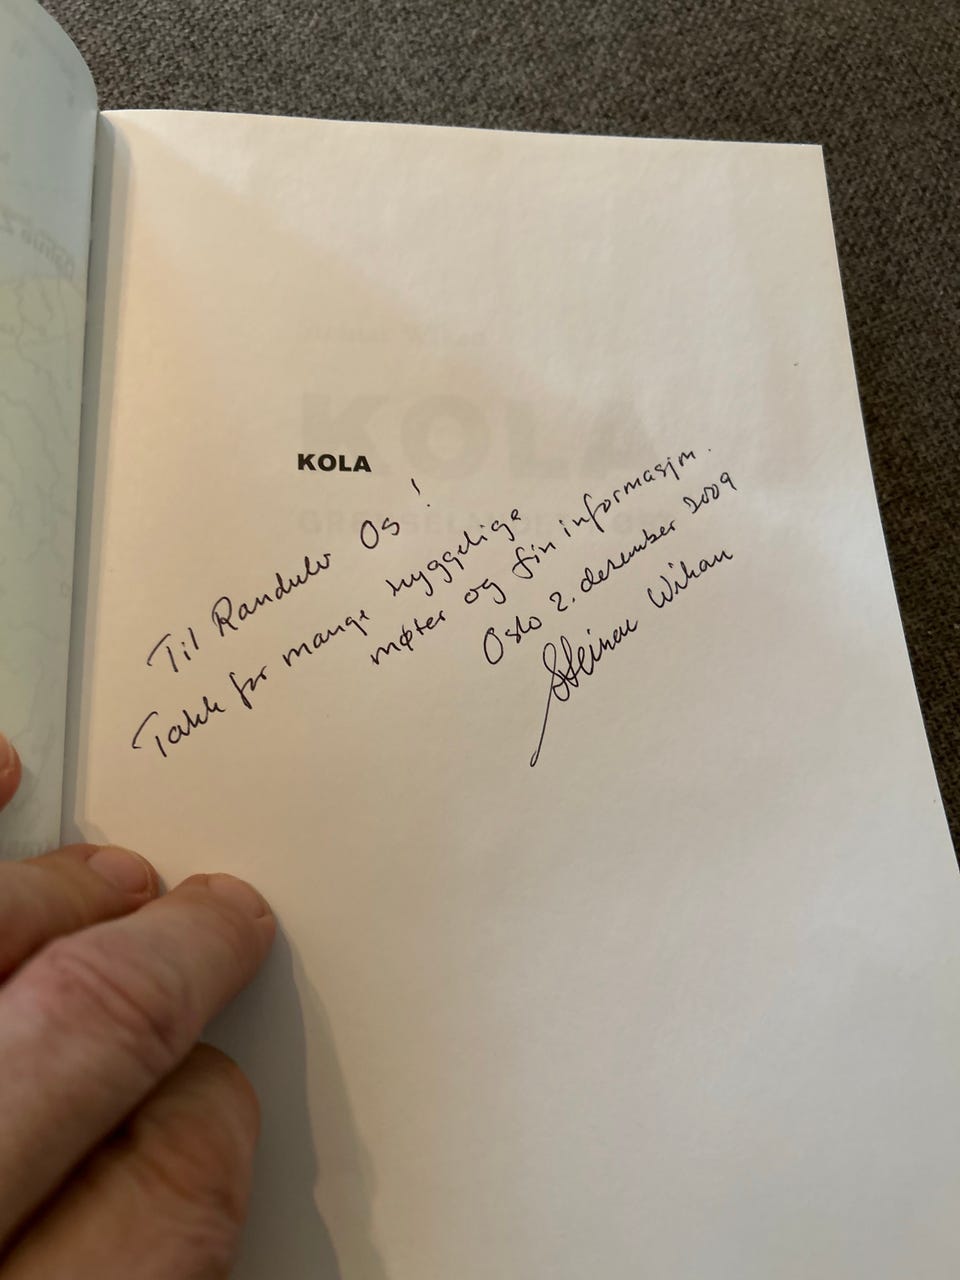 KOLA
Til Randulv Os!
Takk for mange hyggelige
møter og fin informasjon.
Oslo 2. desember 2009
Steinar Wikan